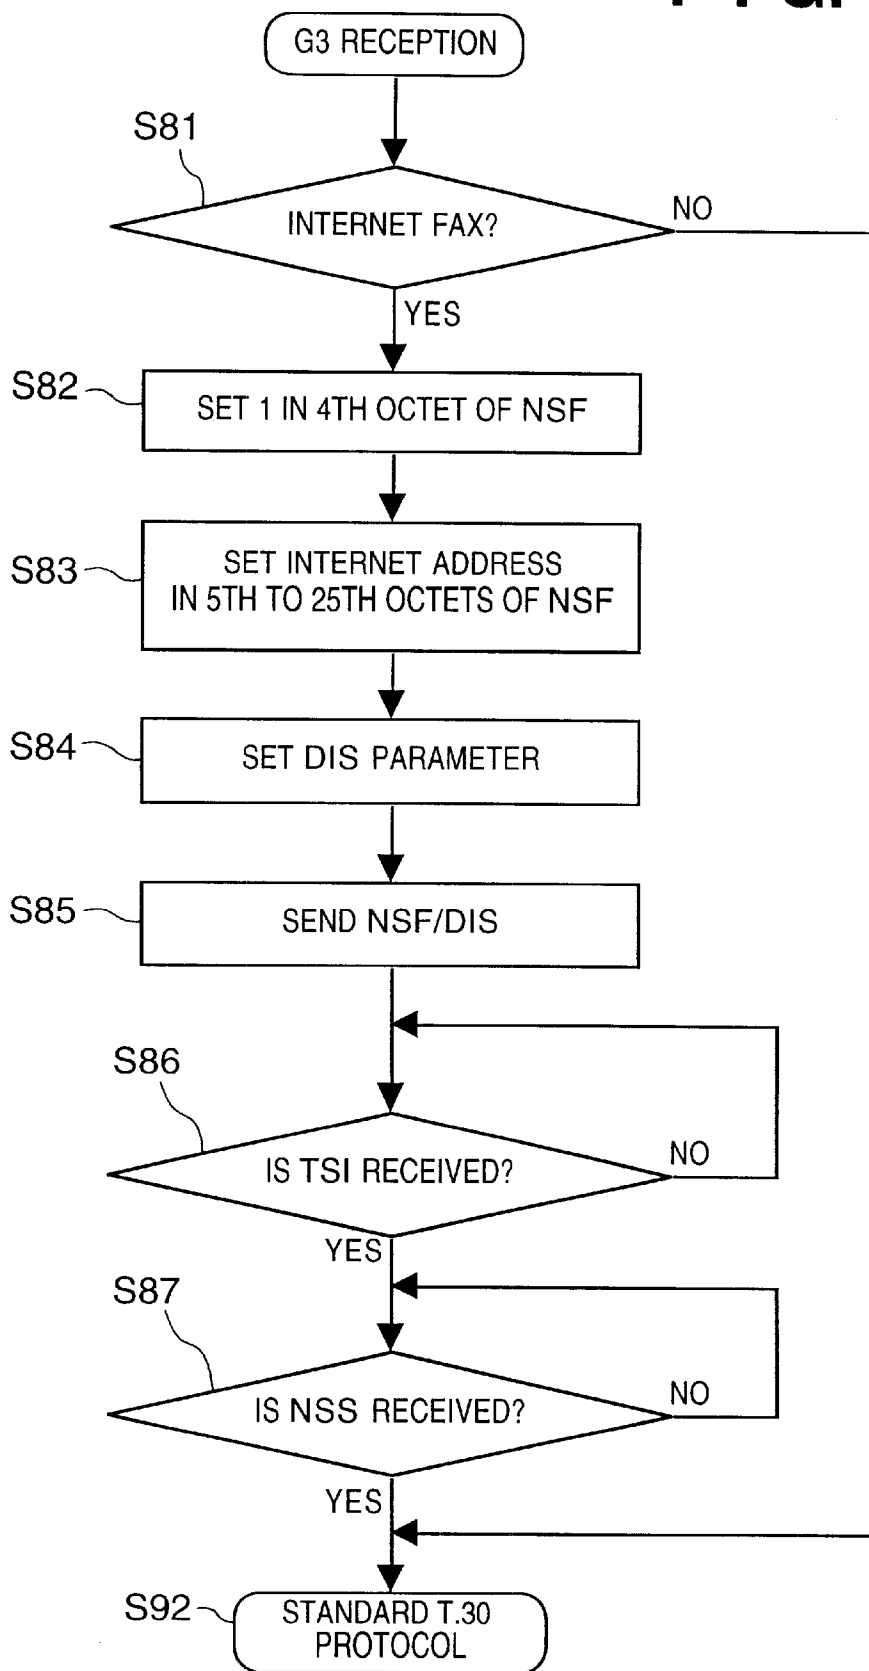 G3 RECEPTION
S81
INTERNET FAX?
NO
YES
S82
SET 1 IN 4TH OCTET OF NSF
S83
SET INTERNET ADDRESS
IN 5TH TO 25TH OCTETS OF NSF
S84
SET DIS PARAMETER
S85
SEND NSF/DIS
S86
IS TSI RECEIVED?
NO
YES
S87
IS NSS RECEIVED?
NO
YES
S92
STANDARD T.30
PROTOCOL